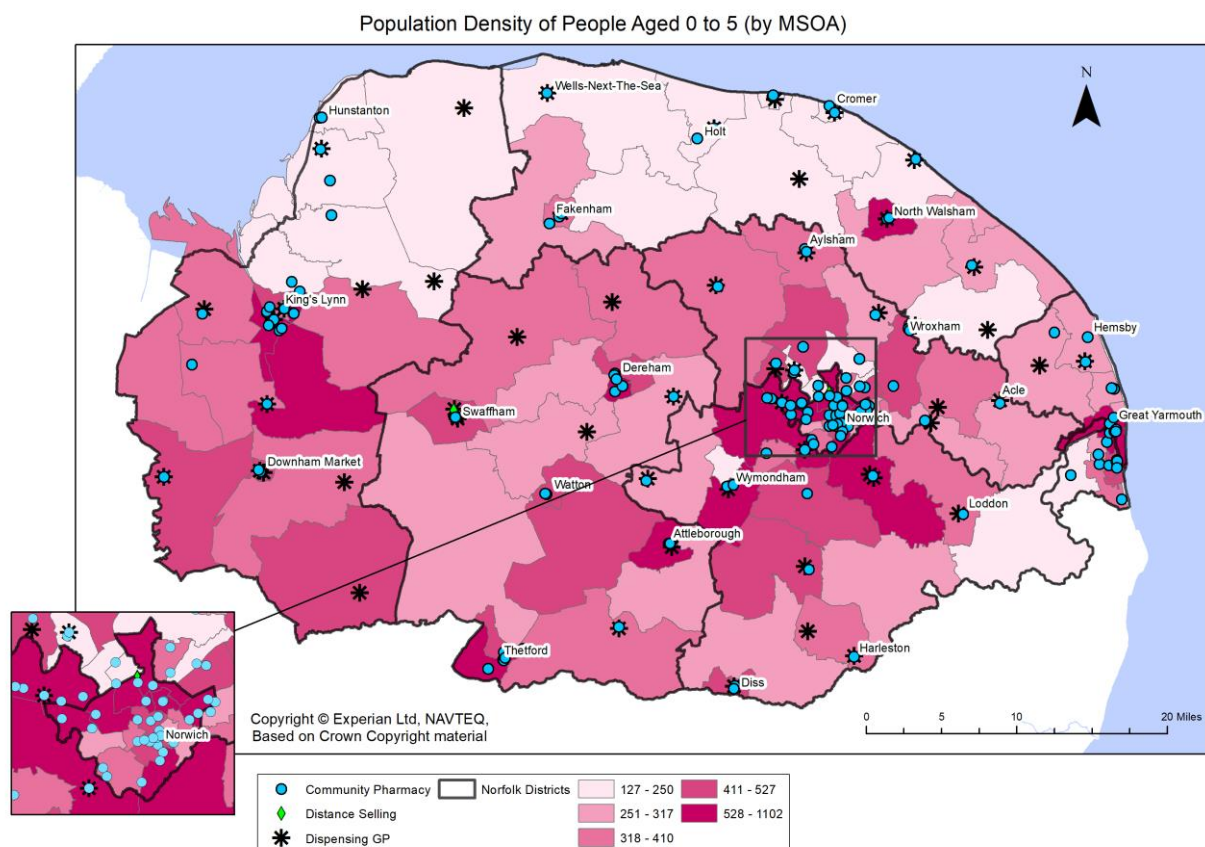 Population Density of People Aged 0 to 5 (by MSOA)
N
Wells-Next-The-Sea
Hunstanton
Cromer
Holt
Fakenham
North Walsham
Aylsham
King's Lynn
Wroxham
Hemsby
Dereham
Acle
Swaffham
Great Yarmouth
Norwich
Downham Market
Watton
Wymondham
Loddon
Attleborough
Thetford
Harleston
Diss
Norwich
Copyright © Experian Ltd, NAVTEQ,
Based on Crown Copyright material
0 5 10 20 Miles
Community Pharmacy
Distance Selling
Dispensing GP
Norfolk Districts
127 - 250
251 - 317
318 - 410
411 - 527
528 - 1102